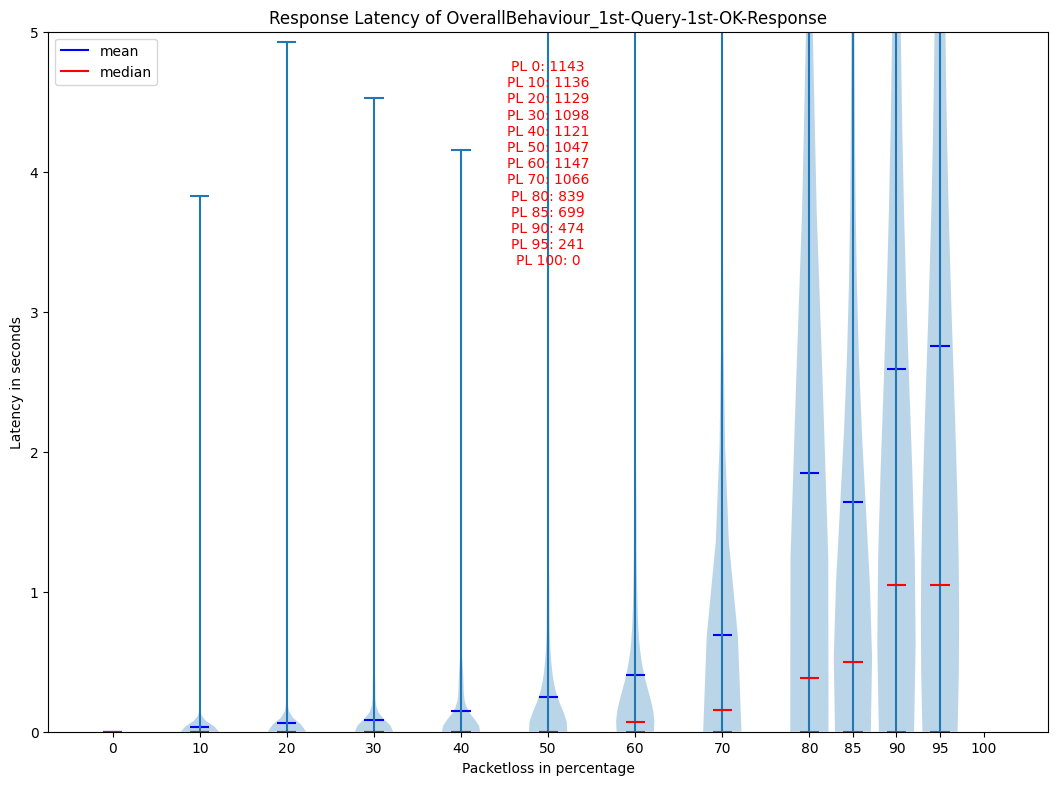 Response Latency of OverallBehaviour_1st-Query-1st-OK-Response
mean
median
PL 0: 1143
PL 10: 1136
PL 20: 1129
PL 30: 1098
PL 40: 1121
PL 50: 1047
PL 60: 1147
PL 70: 1066
PL 80: 839
PL 85: 699
PL 90: 474
PL 95: 241
PL 100: 0
Latency in seconds
5
4
3
2
1
0
0 10 20 30 40 50 60 70 80 85 90 95 100
Packetloss in percentage